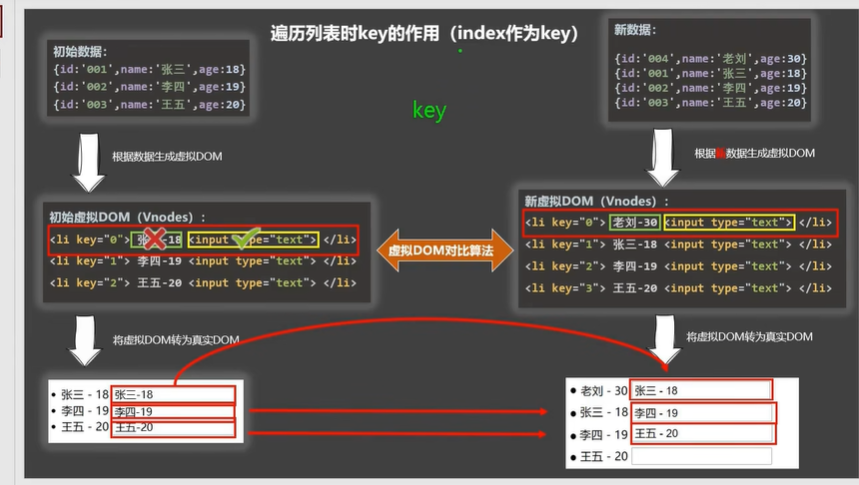 遍历列表时key的作用（index作为key）
初始数据:
{id:'001',name:'张三',age:18}
{id:'002',name:'李四',age:19}
{id:'003',name:'王五',age:20}
新数据:
{id:'004',name:'老刘',age:30}
{id:'001',name:'张三',age:18}
{id:'002',name:'李四',age:19}
{id:'003',name:'王五',age:20}
key
根据数据生成虚拟DOM
根据 数据生成虚拟DOM
初始虚拟DOM（Vnodes）:
<li key="0"> 张三-18 <input type="text"> </li>
<li key="1"> 李四-19 <input type="text"> </li>
<li key="2"> 王五-20 <input type="text"> </li>
虚拟DOM对比算法
新虚拟DOM（Vnodes）:
<li key="0"> 老刘-30 <input type="text"> </li>
<li key="1"> 张三-18 <input type="text"> </li>
<li key="2"> 李四-19 <input type="text"> </li>
<li key="3"> 王五-20 <input type="text"> </li>
将虚拟DOM转为真实DOM
将虚拟DOM转为真实DOM
• 张三 - 18 张三-18
• 李四 - 19 李四-19
• 王五 - 20 王五-20
• 老刘 - 30 张三 - 18
• 张三 - 18 李四 - 19
• 李四 - 19 王五 - 20
• 王五 - 20